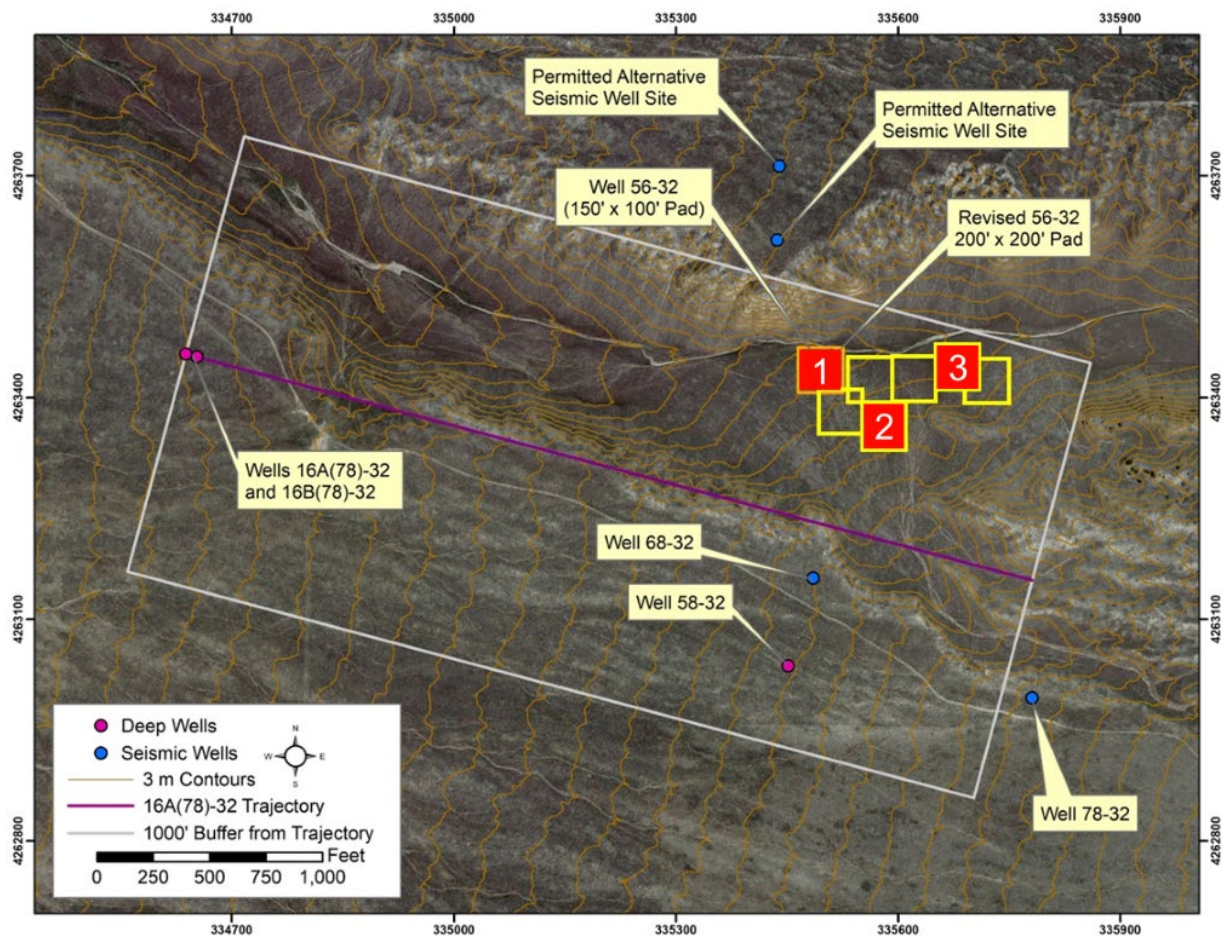 334700
335000
335300
335600
335900
Permitted Alternative
Seismic Well Site
Permitted Alternative
Seismic Well Site
4263700
4263700
Well 56-32
(150' x 100' Pad)
Revised 56-32
200' x 200' Pad
1
3
2
4263400
4263400
Wells 16A(78)-32
and 16B(78)-32
Well 68-32
Well 58-32
4263100
4263100
Deep Wells
Seismic Wells
N
W
E
S
3 m Contours
16A(78)-32 Trajectory
1000' Buffer from Trajectory
Feet
0 250 500 750 1,000
Well 78-32
4262800
4262800
334700
335000
335300
335600
335900